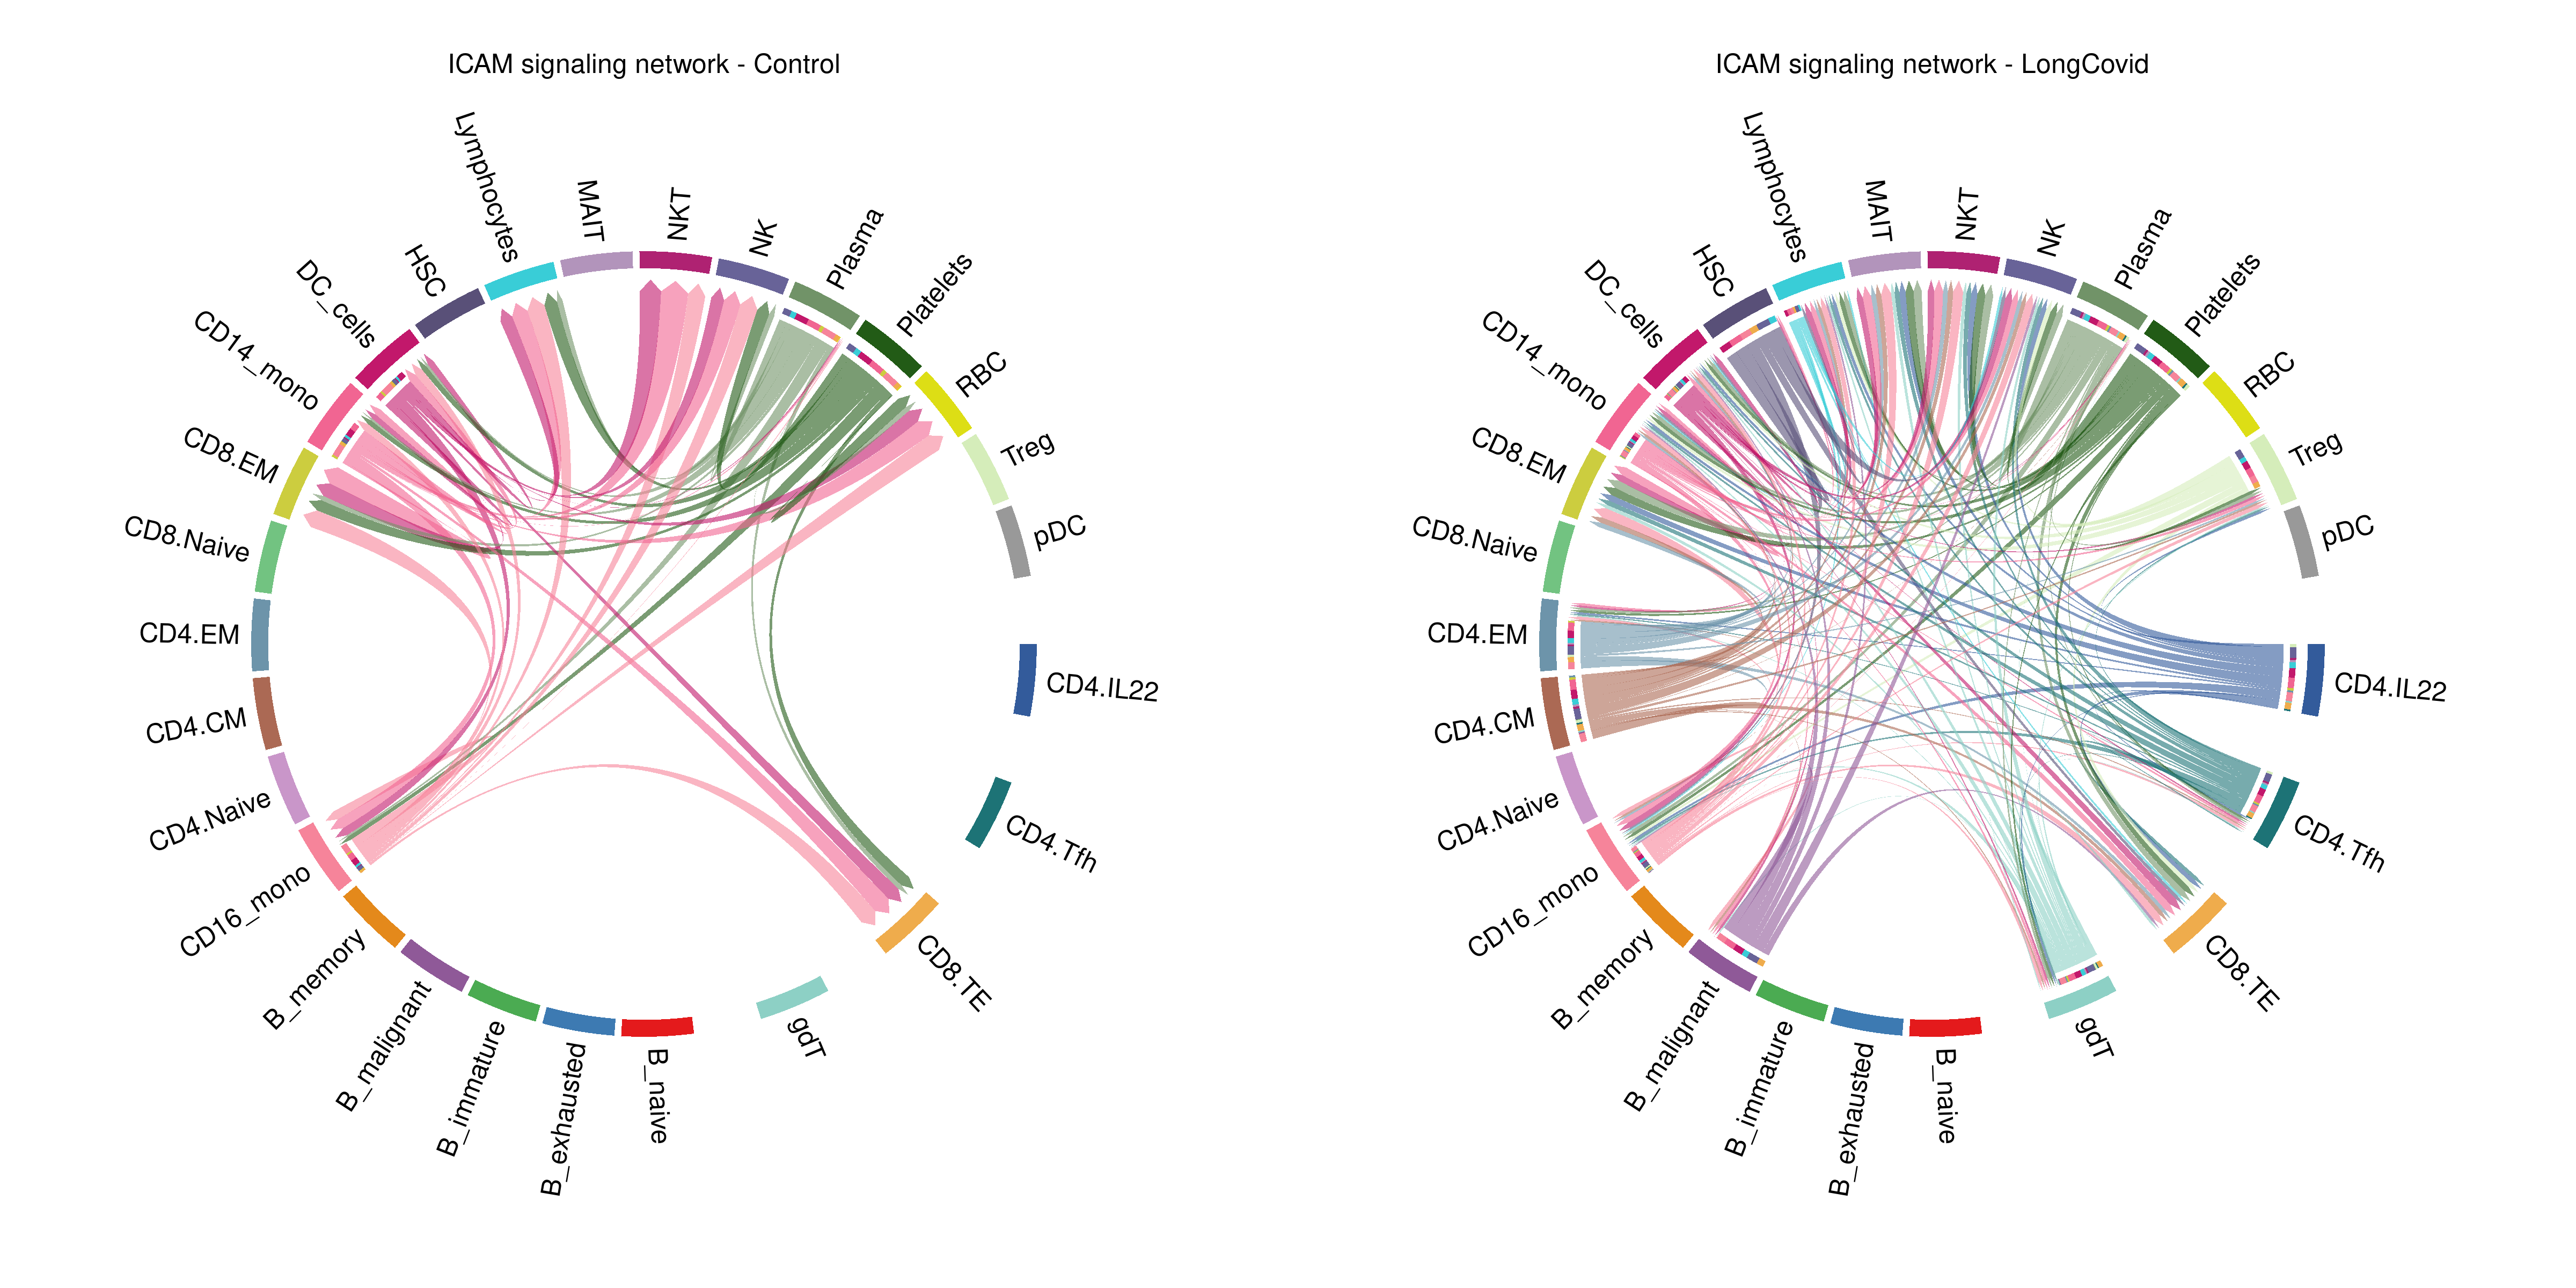 ICAM signaling network - Control
Lymphocytes
MAIT
NKT
NK
Plasma
Platelets
RBC
Treg
pDC
CD4.IL22
CD4.Tfh
CD8.TE
gdT
B_naive
B_exhausted
B_immature
B_malignant
B_memory
CD16_mono
CD4.Naive
CD4.CM
CD4.EM
CD8.Naive
CD8.EM
CD14_mono
DC_cells
HSC
ICAM signaling network - LongCovid
Lymphocytes
MAIT
NKT
NK
Plasma
Platelets
RBC
Treg
pDC
CD4.IL22
CD4.Tfh
CD8.TE
gdT
B_naive
B_exhausted
B_immature
B_malignant
B_memory
CD16_mono
CD4.Naive
CD4.CM
CD4.EM
CD8.Naive
CD8.EM
CD14_mono
DC_cells
HSC